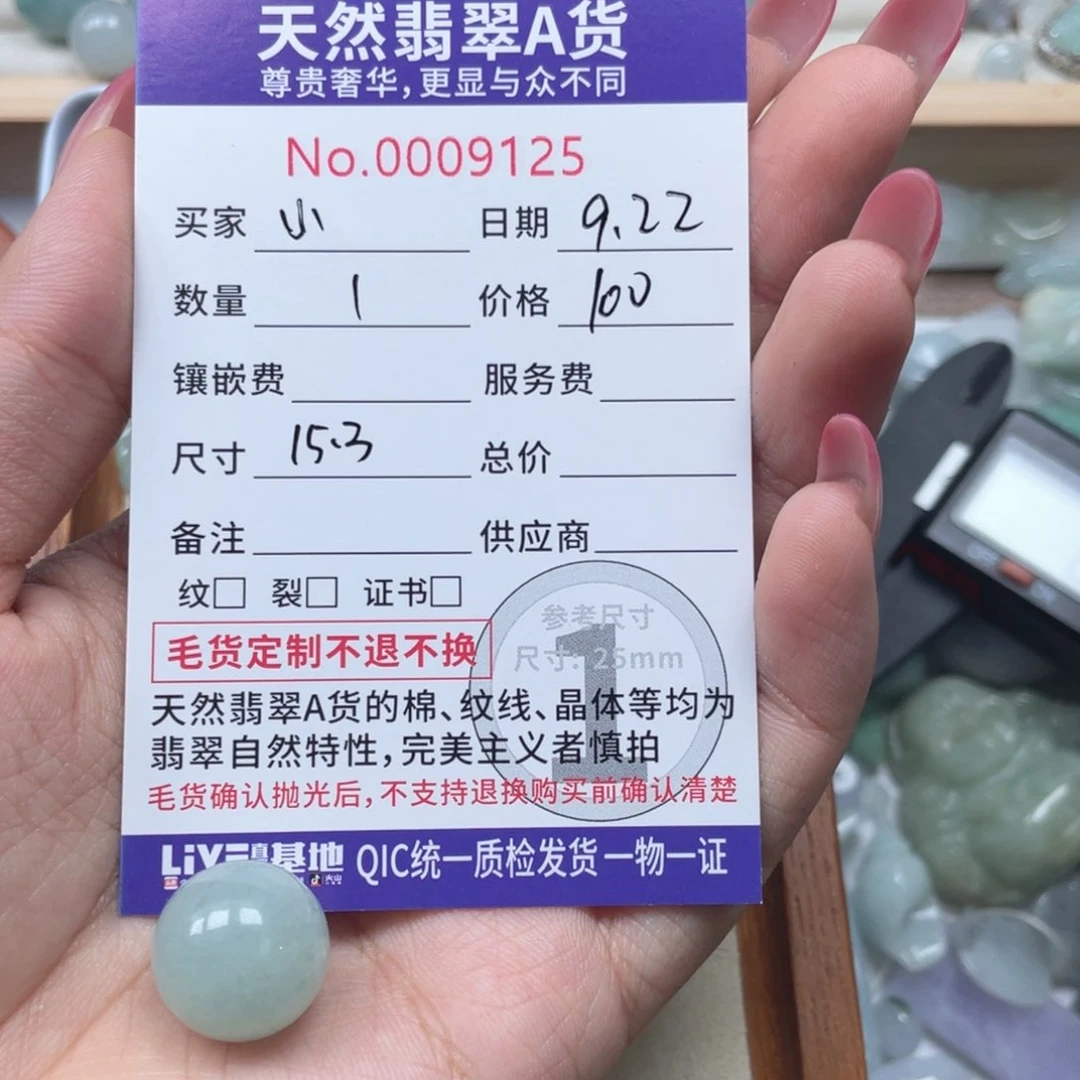 天然翡翠A货
尊贵奢华,更显与众不同
No.0009125
买家 小 日期 9.22
数量 1 价格 100
镶嵌费 服务费
尺寸 15.3 总价
备注 供应商
纹□ 裂□ 证书□
参考尺寸
毛货定制不退不换
尺寸: 25mm
1
天然翡翠A货的棉、纹线、晶体等均为
翡翠自然特性,完美主义者慎拍
毛货确认抛光后,不支持退换购买前确认清楚
LIVE 基地 QIC统一质检发货一物一证
火山